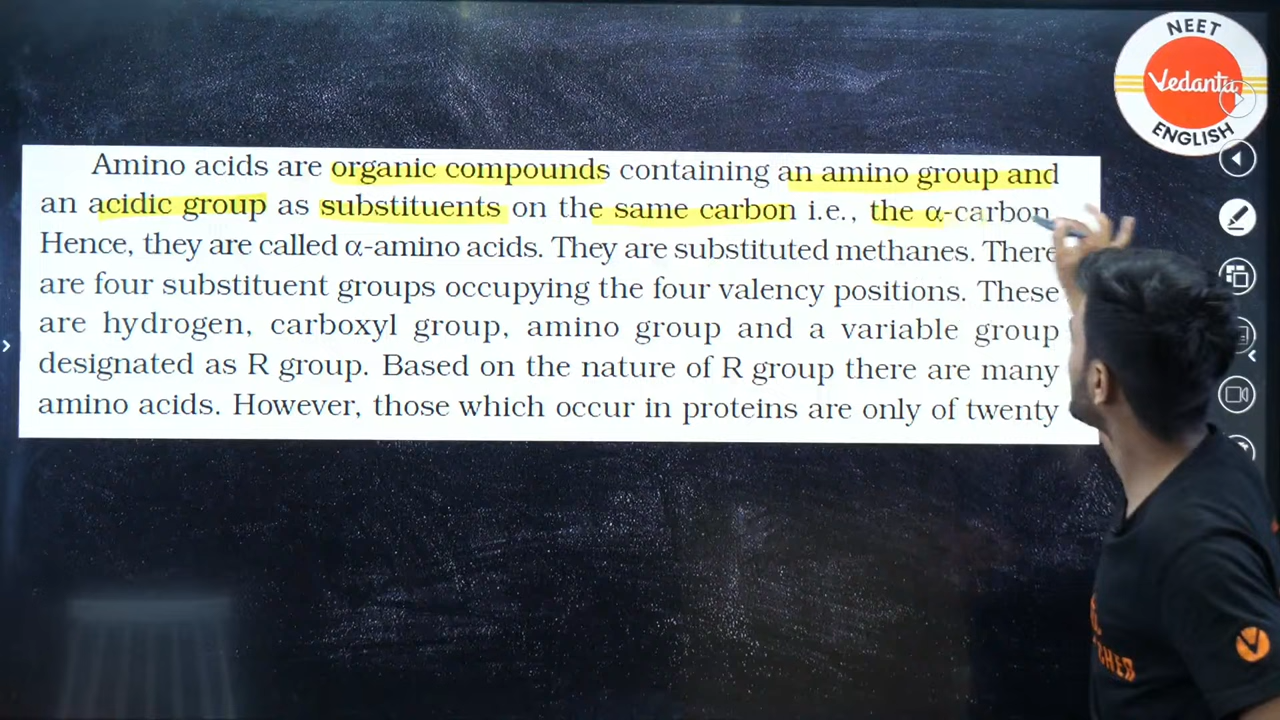 NEET
Vedantu
ENGLISH
Amino acids are organic compounds containing an amino group and
an acidic group as substituents on the same carbon i.e., the α-carbon.
Hence, they are called α-amino acids. They are substituted methanes. There
are four substituent groups occupying the four valency positions. These
are hydrogen, carboxyl group, amino group and a variable group
designated as R group. Based on the nature of R group there are many
amino acids. However, those which occur in proteins are only of twenty